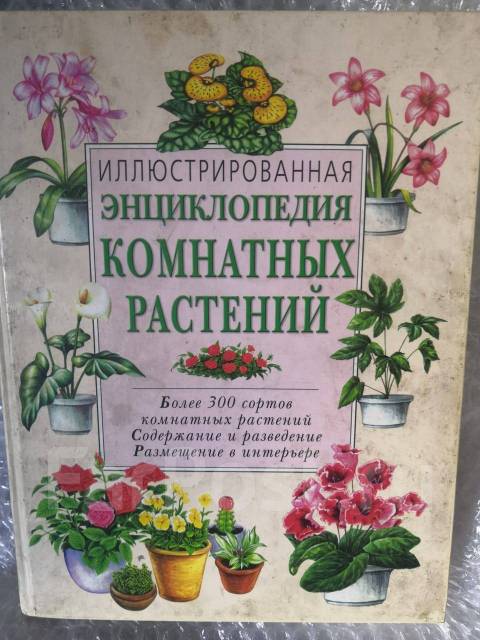 ИЛЛЮСТРИРОВАННАЯ
ЭНЦИКЛОПЕДИЯ
КОМНАТНЫХ
РАСТЕНИЙ
Более 300 сортов
комнатных растений
Содержание и разведение
Размещение в интерьере